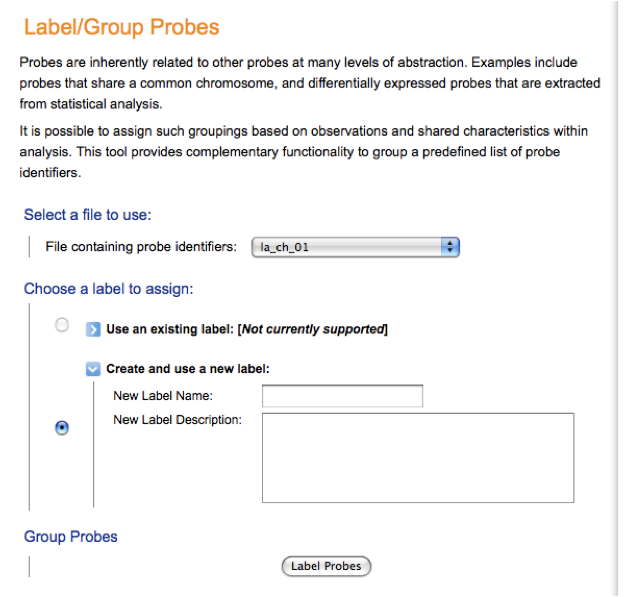 Label/Group Probes
Probes are inherently related to other probes at many levels of abstraction. Examples include
probes that share a common chromosome, and differentially expressed probes that are extracted
from statistical analysis.
It is possible to assign such groupings based on observations and shared characteristics within
analysis. This tool provides complementary functionality to group a predefined list of probe
identifiers.
Select a file to use:
File containing probe identifiers: la_ch_01
Choose a label to assign:
Use an existing label: [Not currently supported]
Create and use a new label:
New Label Name:
New Label Description:
Group Probes
Label Probes